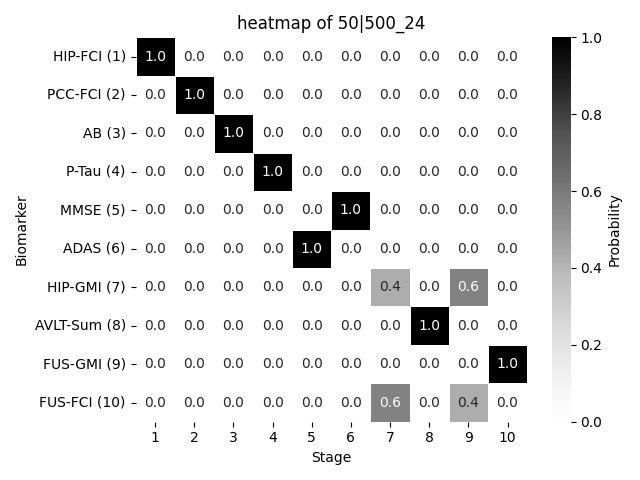 heatmap of 50|500_24
HIP-FCI (1) 1.0 0.0 0.0 0.0 0.0 0.0 0.0 0.0 0.0 0.0
PCC-FCI (2) 0.0 1.0 0.0 0.0 0.0 0.0 0.0 0.0 0.0 0.0
AB (3) 0.0 0.0 1.0 0.0 0.0 0.0 0.0 0.0 0.0 0.0
P-Tau (4) 0.0 0.0 0.0 1.0 0.0 0.0 0.0 0.0 0.0 0.0
MMSE (5) 0.0 0.0 0.0 0.0 0.0 1.0 0.0 0.0 0.0 0.0
ADAS (6) 0.0 0.0 0.0 0.0 1.0 0.0 0.0 0.0 0.0 0.0
HIP-GMI (7) 0.0 0.0 0.0 0.0 0.0 0.0 0.4 0.0 0.6 0.0
AVLT-Sum (8) 0.0 0.0 0.0 0.0 0.0 0.0 0.0 1.0 0.0 0.0
FUS-GMI (9) 0.0 0.0 0.0 0.0 0.0 0.0 0.0 0.0 0.0 1.0
FUS-FCI (10) 0.0 0.0 0.0 0.0 0.0 0.0 0.6 0.0 0.4 0.0
1 2 3 4 5 6 7 8 9 10
Stage
Biomarker
1.0
0.8
0.6
0.4
0.2
0.0
Probability